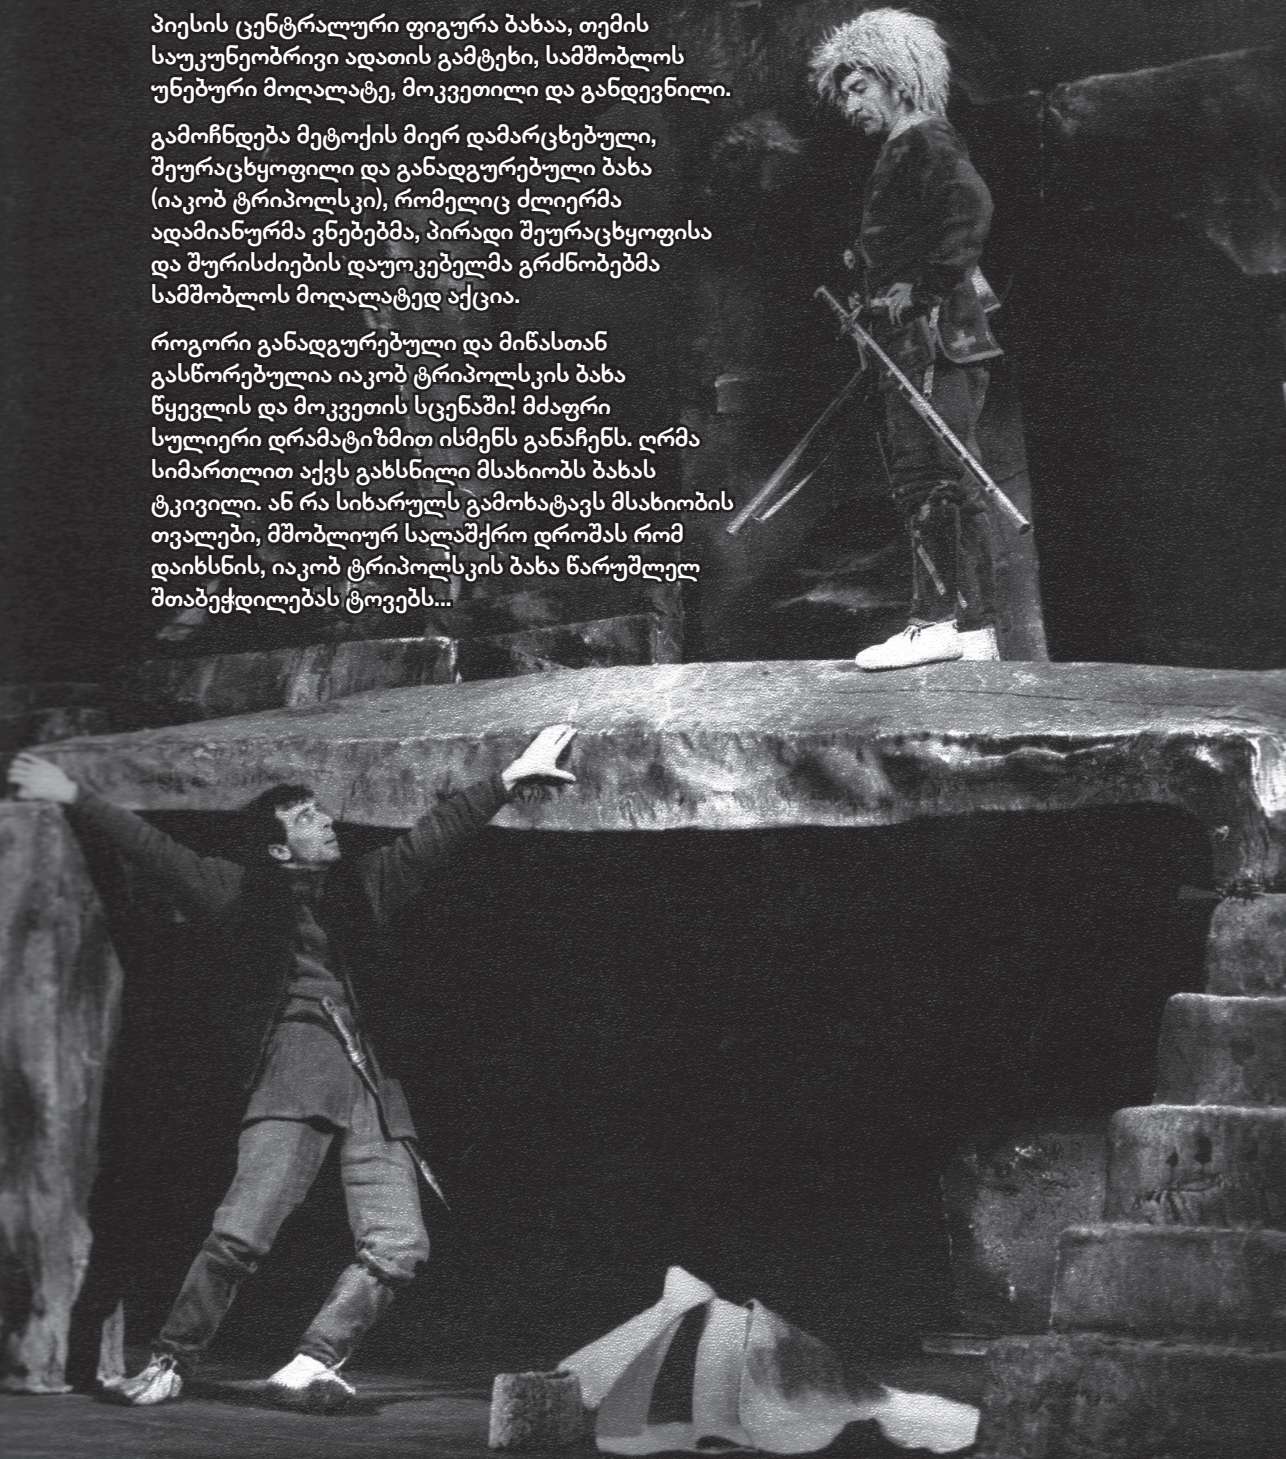 პიესის ცენტრალური ფიგურა ბახაა, თემის
საუკუნეობრივი ადათის გამტეხი, სამშობლოს
უნებური მოღალატე, მოკვეთილი და განდევნილი.
გამოჩნდება მეტოქის მიერ დამარცხებული,
შეურაცხყოფილი და განადგურებული ბახა
(იაკობ ტრიპოლსკი), რომელიც ძლიერმა
ადამიანურმა ვნებებმა, პირადი შეურაცხყოფისა
და შურისძიების დაუოკებელმა გრძნობებმა
სამშობლოს მოღალატედ აქცია.
როგორი განადგურებული და მიწასთან
გასწორებულია იაკობ ტრიპოლსკის ბახა
წყევლის და მოკვეთის სცენაში! მძაფრი
სულიერი დრამატიზმით ისმენს განაჩენს. ღრმა
სიმართლით აქვს გახსნილი მსახიობს ბახას
ტკივილი. ან რა სიხარულს გამოხატავს მსახიობის
თვალები, მშობლიურ სალაშქრო დროშას რომ
დაიხსნის, იაკობ ტრიპოლსკის ბახა წარუშლელ
შთაბეჭდილებას ტოვებს...